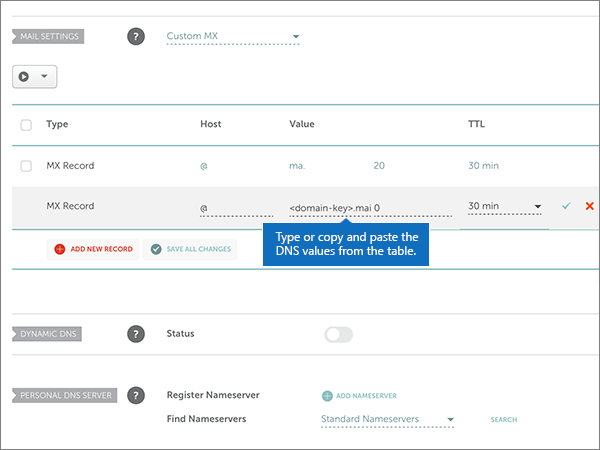 MAIL SETTINGS ? Custom MX
Type Host Value TTL
MX Record @ ma. 20 30 min
MX Record @ <domain-key>.mai 0 30 min
ADD NEW RECORD SAVE ALL CHANGES
Type or copy and paste the
DNS values from the table.
DYNAMIC DNS ? Status
PERSONAL DNS SERVER ? Register Nameserver ADD NAMESERVER
Find Nameservers Standard Nameservers SEARCH